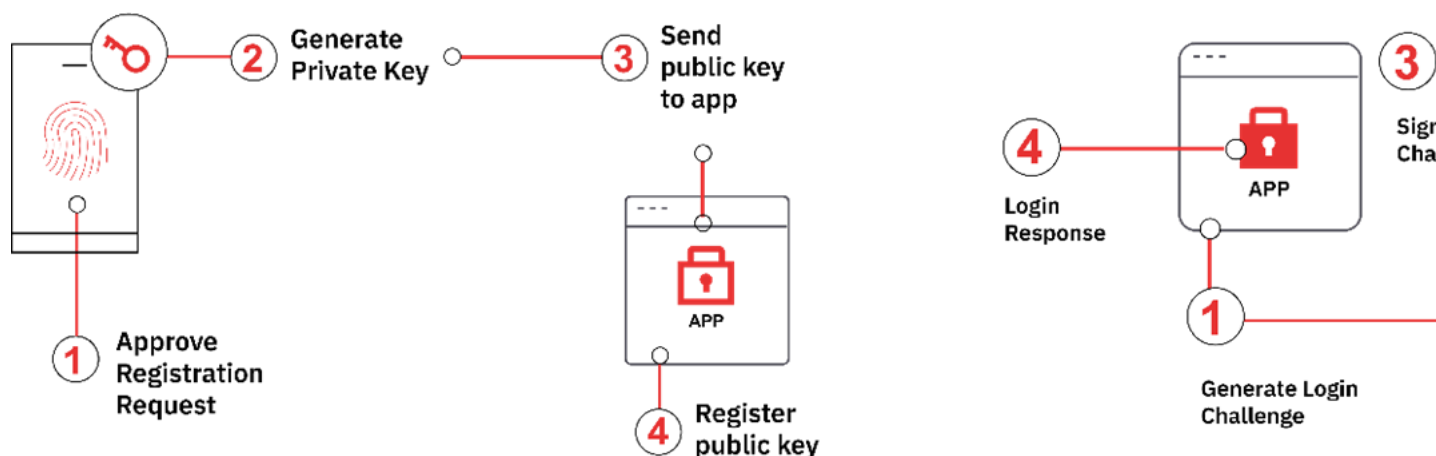 2
Generate
Private Key
3
Send
public key
to app
1
Approve
Registration
Request
APP
4
Register
public key
4
Login
Response
APP
3
1
Generate Login
Challenge